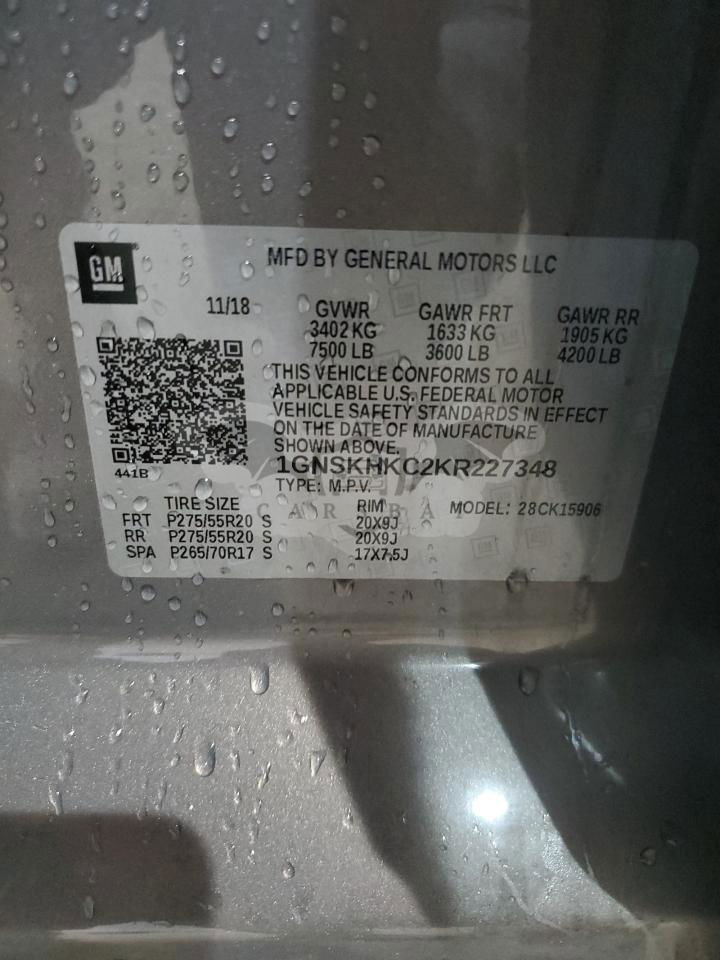 GM
MFD BY GENERAL MOTORS LLC
11/18 GVWR GAWR FRT GAWR RR
3402 KG 1633 KG 1905 KG
7500 LB 3600 LB 4200 LB
THIS VEHICLE CONFORMS TO ALL
APPLICABLE U.S. FEDERAL MOTOR
VEHICLE SAFETY STANDARDS IN EFFECT
ON THE DATE OF MANUFACTURE
SHOWN ABOVE.
1GNSKHKC2KR227348
441B
TYPE: M.P.V.
TIRE SIZE RIM MODEL: 28CK15906
FRT P275/55R20 S 20X9J
RR P275/55R20 S 20X9J
SPA P265/70R17 S 17X7.5J